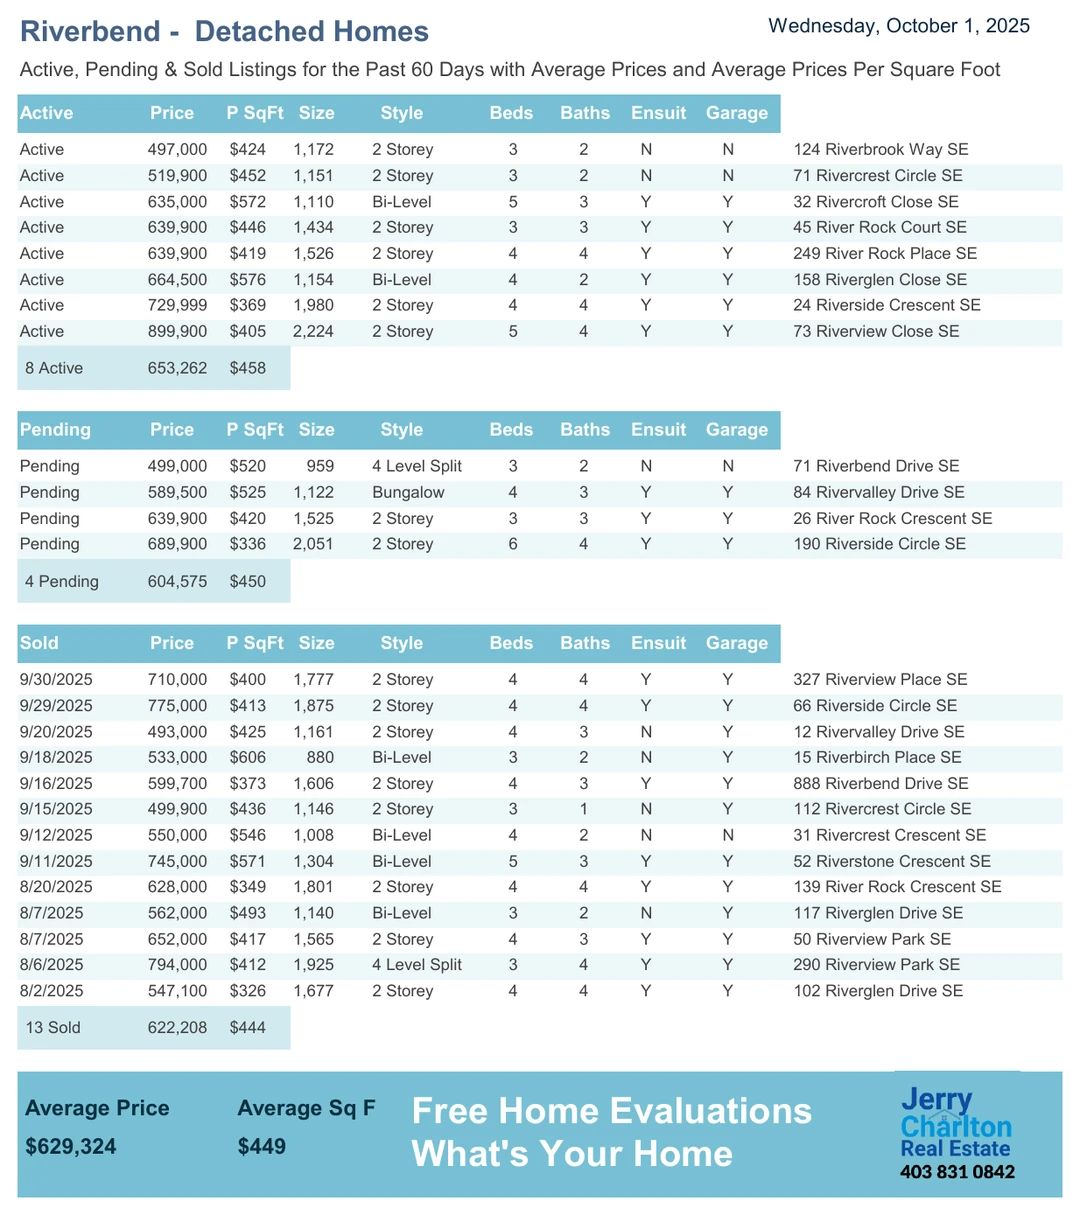 Riverbend - Detached Homes
Wednesday, October 1, 2025
Active, Pending & Sold Listings for the Past 60 Days with Average Prices and Average Prices Per Square Foot
Active Price P SqFt Size Style Beds Baths Ensuit Garage
Active 497,000 $424 1,172 2 Storey 3 2 N N 124 Riverbrook Way SE
Active 519,900 $452 1,151 2 Storey 3 2 N N 71 Rivercrest Circle SE
Active 635,000 $572 1,110 Bi-Level 5 3 Y Y 32 Rivercroft Close SE
Active 639,900 $446 1,434 2 Storey 3 3 Y Y 45 River Rock Court SE
Active 639,900 $419 1,526 2 Storey 4 4 Y Y 249 River Rock Place SE
Active 664,500 $576 1,154 Bi-Level 4 2 Y Y 158 Riverglen Close SE
Active 729,999 $369 1,980 2 Storey 4 4 Y Y 24 Riverside Crescent SE
Active 899,900 $405 2,224 2 Storey 5 4 Y Y 73 Riverview Close SE
8 Active 653,262 $458
Pending Price P SqFt Size Style Beds Baths Ensuit Garage
Pending 499,000 $520 959 4 Level Split 3 2 N N 71 Riverbend Drive SE
Pending 589,500 $525 1,122 Bungalow 4 3 Y Y 84 Rivervalley Drive SE
Pending 639,900 $420 1,525 2 Storey 3 3 Y Y 26 River Rock Crescent SE
Pending 689,900 $336 2,051 2 Storey 6 4 Y Y 190 Riverside Circle SE
4 Pending 604,575 $450
Sold Price P SqFt Size Style Beds Baths Ensuit Garage
9/30/2025 710,000 $400 1,777 2 Storey 4 4 Y Y 327 Riverview Place SE
9/29/2025 775,000 $413 1,875 2 Storey 4 4 Y Y 66 Riverside Circle SE
9/20/2025 493,000 $425 1,161 2 Storey 4 3 N Y 12 Rivervalley Drive SE
9/18/2025 533,000 $606 880 Bi-Level 3 2 N Y 15 Riverbirch Place SE
9/16/2025 599,700 $373 1,606 2 Storey 4 3 Y Y 888 Riverbend Drive SE
9/15/2025 499,900 $436 1,146 2 Storey 3 1 N Y 112 Rivercrest Circle SE
9/12/2025 550,000 $546 1,008 Bi-Level 4 2 N N 31 Rivercrest Crescent SE
9/11/2025 745,000 $571 1,304 Bi-Level 5 3 Y Y 52 Riverstone Crescent SE
8/20/2025 628,000 $349 1,801 2 Storey 4 4 Y Y 139 River Rock Crescent SE
8/7/2025 562,000 $493 1,140 Bi-Level 3 2 N Y 117 Riverglen Drive SE
8/7/2025 652,000 $417 1,565 2 Storey 4 3 Y Y 50 Riverview Park SE
8/6/2025 794,000 $412 1,925 4 Level Split 3 4 Y Y 290 Riverview Park SE
8/2/2025 547,100 $326 1,677 2 Storey 4 4 Y Y 102 Riverglen Drive SE
13 Sold 622,208 $444
Average Price Average Sq F
$629,324 $449
Free Home Evaluations
What's Your Home
Jerry
Charlton
Real Estate
403 831 0842